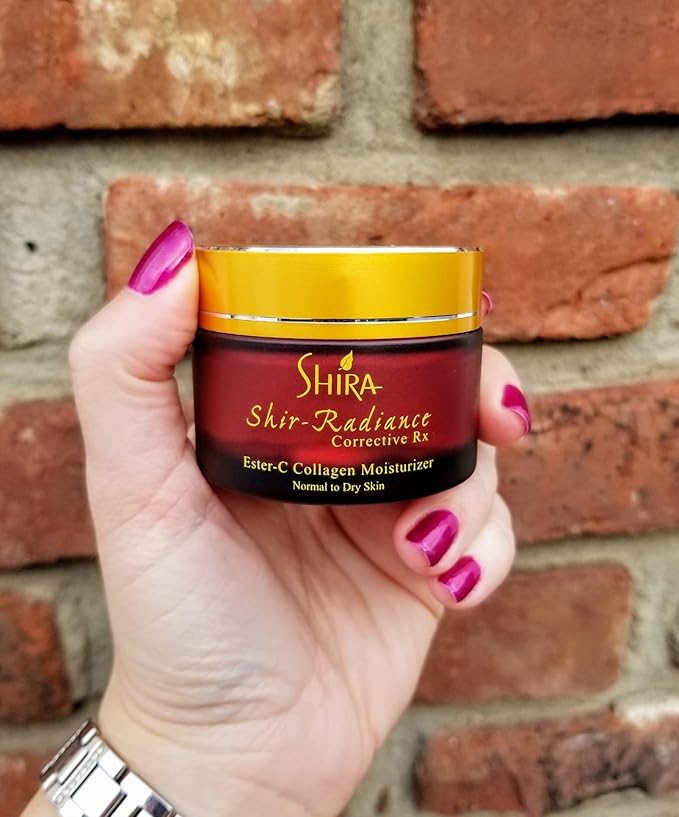 SHIRA
Shir-Radiance
Corrective Rx
Ester-C Collagen Moisturizer
Normal to Dry Skin